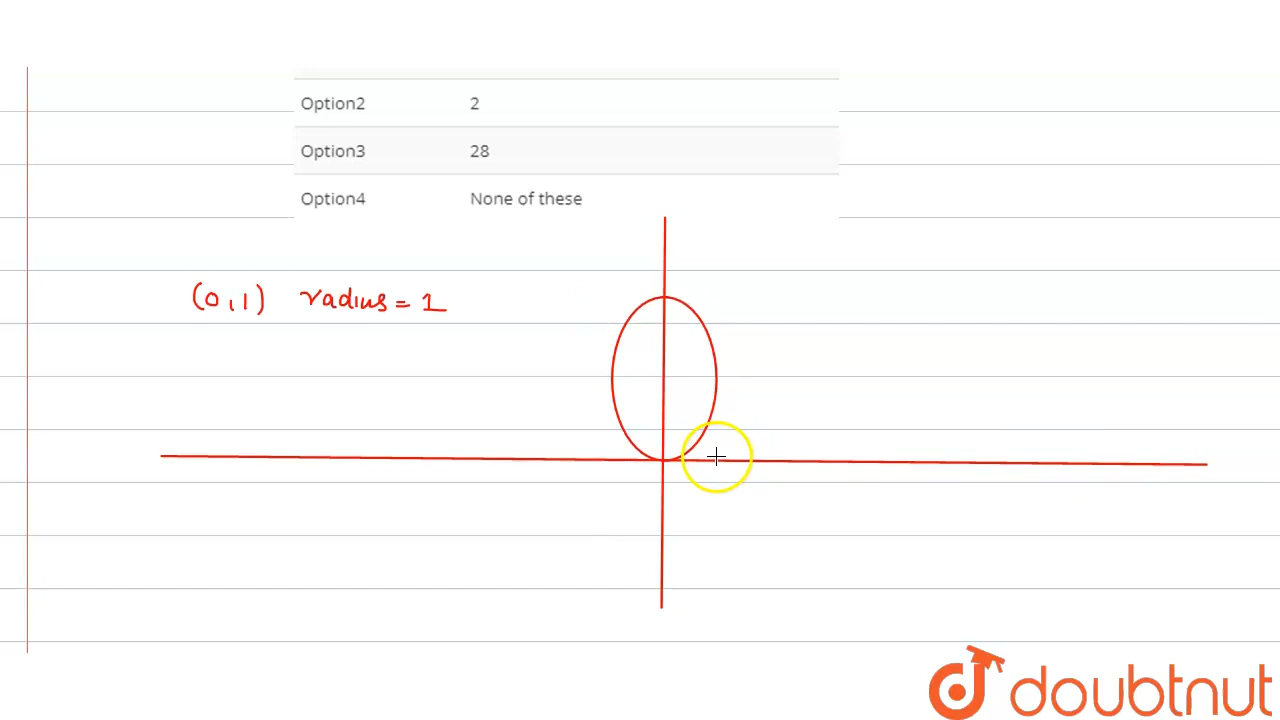 Option2 2
Option3 28
Option4 None of these
(0,1) radius = 1
doubtnut